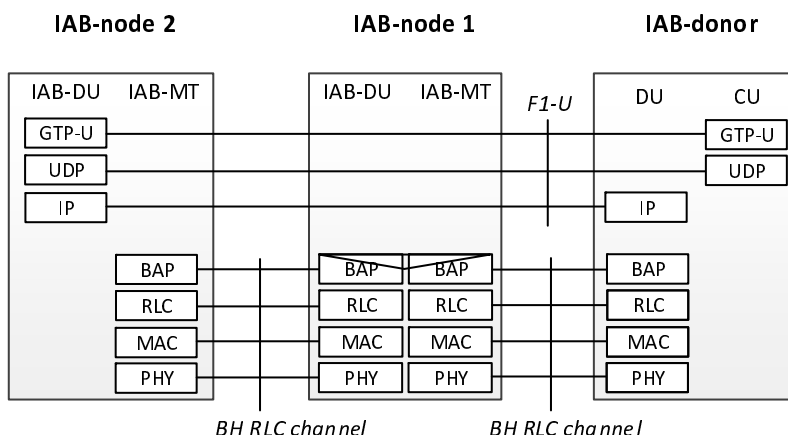 IAB-node 2 IAB-node 1 IAB-donor
IAB-DU IAB-MT IAB-DU IAB-MT F1-U DU CU
GTP-U GTP-U
UDP UDP
IP IP
BAP BAP BAP BAP
RLC RLC RLC RLC
MAC MAC MAC MAC
PHY PHY PHY PHY
BH RLC channel BH RLC channel